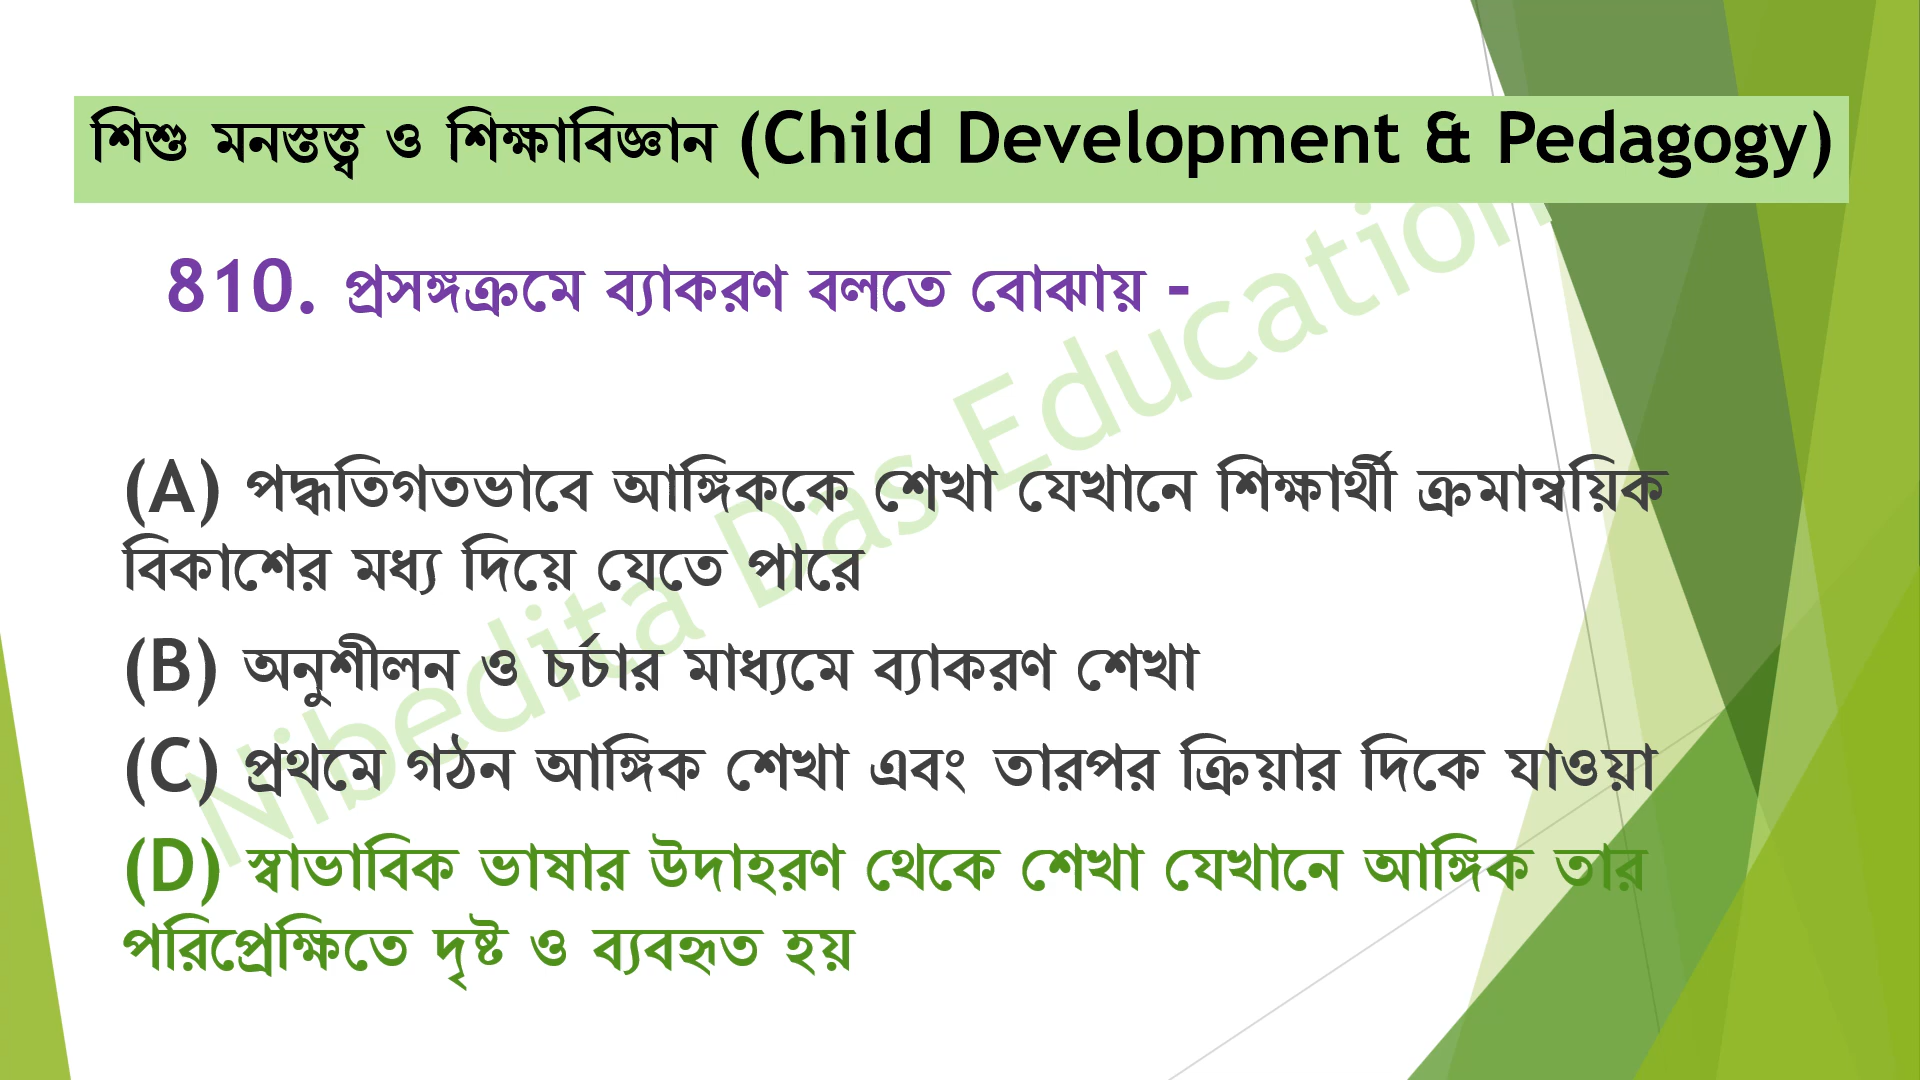 শিশু মনস্তত্ত্ব ও শিক্ষাবিজ্ঞান (Child Development & Pedagogy)
810. প্রসঙ্গক্রমে ব্যাকরণ বলতে বোঝায় -
(A) পদ্ধতিগতভাবে আঙ্গিককে শেখা যেখানে শিক্ষার্থী ক্রমান্বয়িক
বিকাশের মধ্য দিয়ে যেতে পারে
(B) অনুশীলন ও চর্চার মাধ্যমে ব্যাকরণ শেখা
(C) প্রথমে গঠন আঙ্গিক শেখা এবং তারপর ক্রিয়ার দিকে যাওয়া
(D) স্বাভাবিক ভাষার উদাহরণ থেকে শেখা যেখানে আঙ্গিক তার
পরিপ্রেক্ষিতে দৃষ্ট ও ব্যবহৃত হয়
Nibedita Das Education